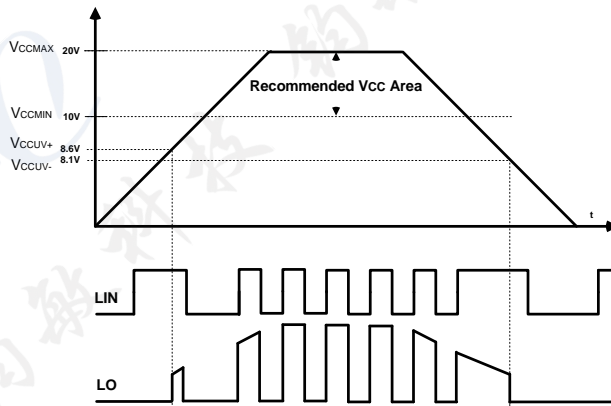 VCCMAX 20V
Recommended VCC Area
VCCMIN 10V
VCCUV+ 8.6V
VCCUV- 8.1V
t
LIN
LO